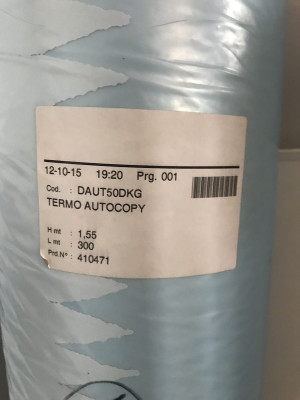 12-10-15 19:20 Prg. 001
Cod. : DAUT50DKG
TERMO AUTOCOPY
H mt : 1,55
L mt : 300
Prd.N° : 410471